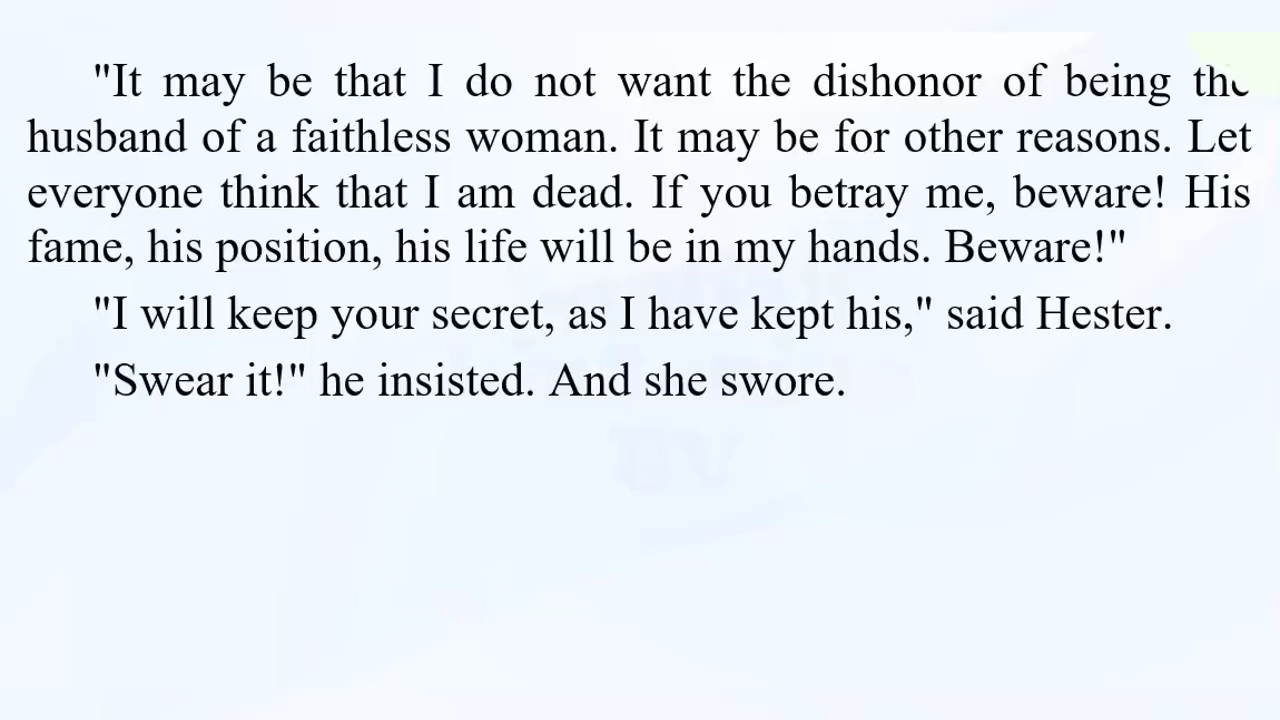 "It may be that I do not want the dishonor of being the
husband of a faithless woman. It may be for other reasons. Let
everyone think that I am dead. If you betray me, beware! His
fame, his position, his life will be in my hands. Beware!"
"I will keep your secret, as I have kept his," said Hester.
"Swear it!" he insisted. And she swore.